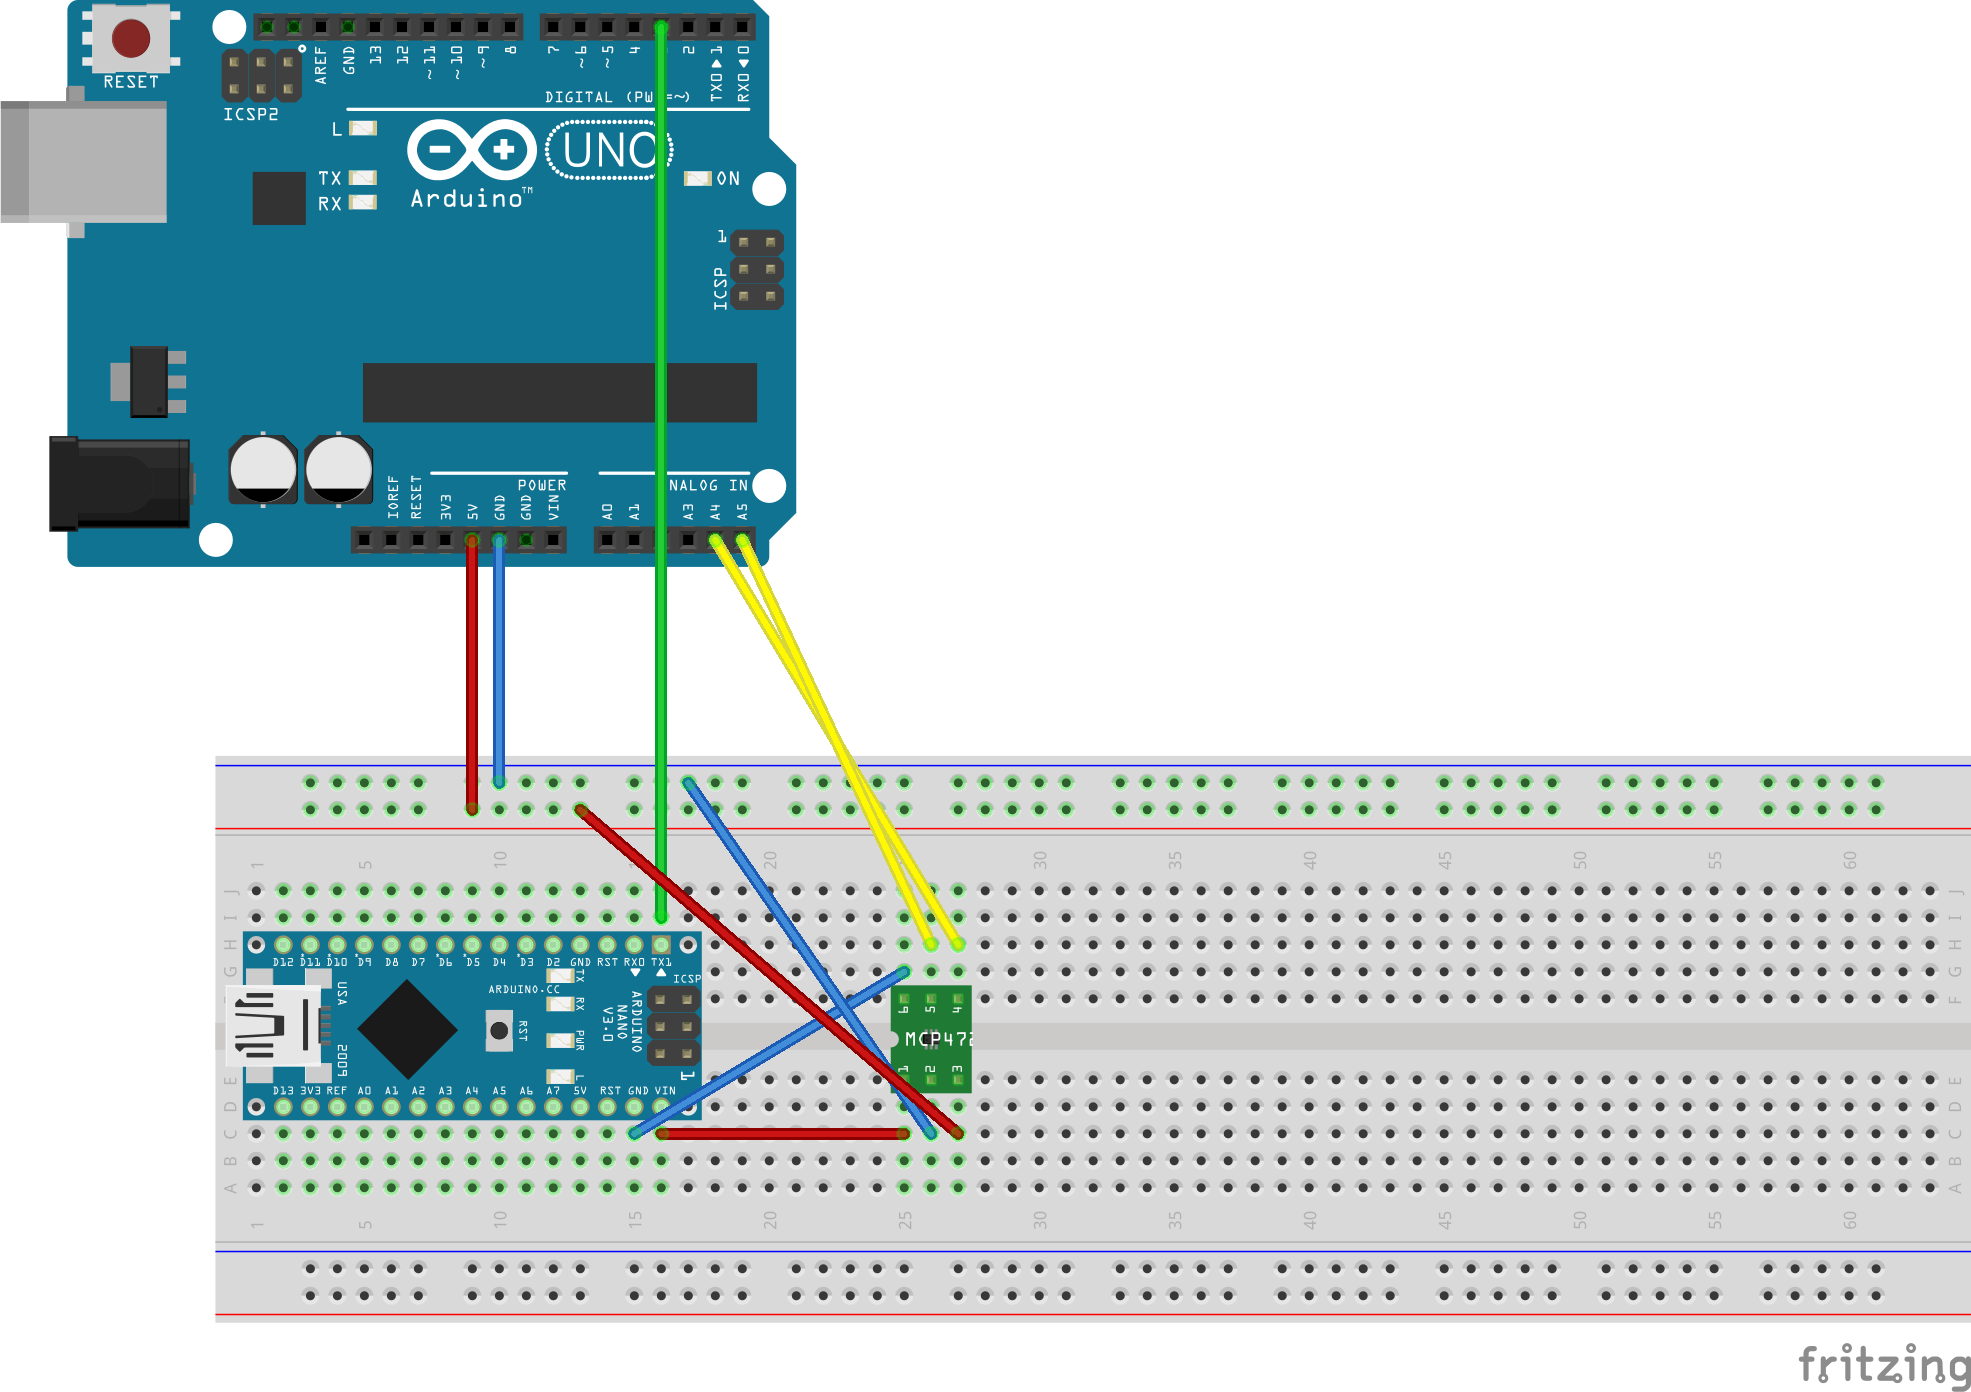 RESET
ICSP2
AREF
GND
13
12
~11
~10
~9
8
7
~6
~5
4
2
TX0 1
RX0 0
DIGITAL (PW =~)
L
TX
RX
Arduino™
UNO
ON
1
ICSP
IOREF
RESET
3V3
5V
GND
GND
VIN
POWER
A0
A1
A3
A4
A5
NALOG IN
1
5
10
20
25
30
35
40
45
50
55
60
J
I
H
G
F
E
D
C
B
A
D12 D11 D10 D9 D8 D7 D6 D5 D4 D3 D2 GND RST RX0 TX1
ARDUINO.CC
TX
RX
PWR
L
RST
USA
2009
ARDUINO
NANO
V3.0
ICSP
1
D13 3V3 REF A0 A1 A2 A3 A4 A5 A6 A7 5V RST GND VIN
6 5 4
MCP472
1 2 3
J
I
H
G
F
E
D
C
B
A
1
5
10
15
20
25
30
35
40
45
50
55
60
fritzing